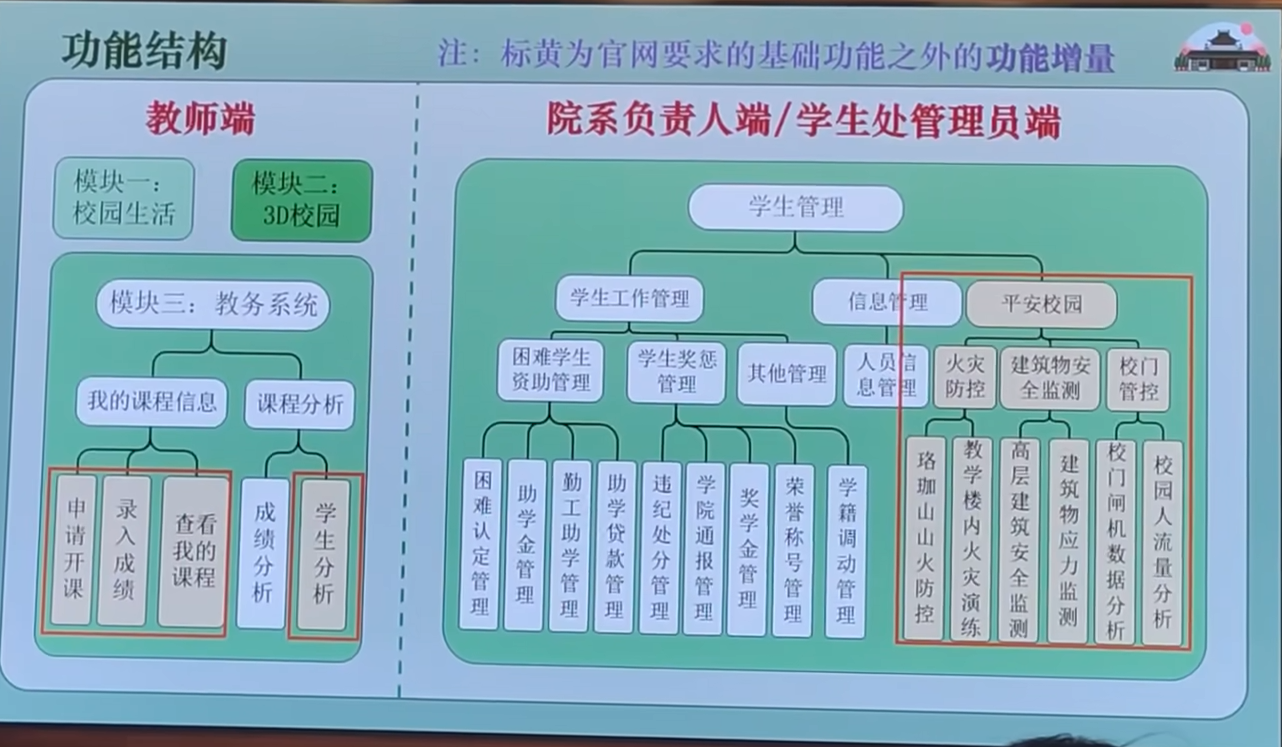 功能结构
注：标黄为官网要求的基础功能之外的功能增量
教师端
模块一：
校园生活
模块二：
3D校园
模块三：教务系统
我的课程信息
课程分析
申请开课
录入成绩
查看
我的
课程
成绩分析
学生分析
院系负责人端/学生处管理员端
学生管理
学生工作管理
信息管理
平安校园
困难学生
资助管理
学生奖惩
管理
其他管理
人员信
息管理
火灾
防控
建筑物安
全监测
校门
管控
困难认定管理
助学金管理
勤工助学管理
助学贷款管理
违纪处分管理
学院通报管理
奖学金管理
荣誉称号管理
学籍调动管理
珞珈山山火防控
教学楼内火灾演练
高层建筑安全监测
建筑物应力监测
校门闸机数据分析
校园人流量分析